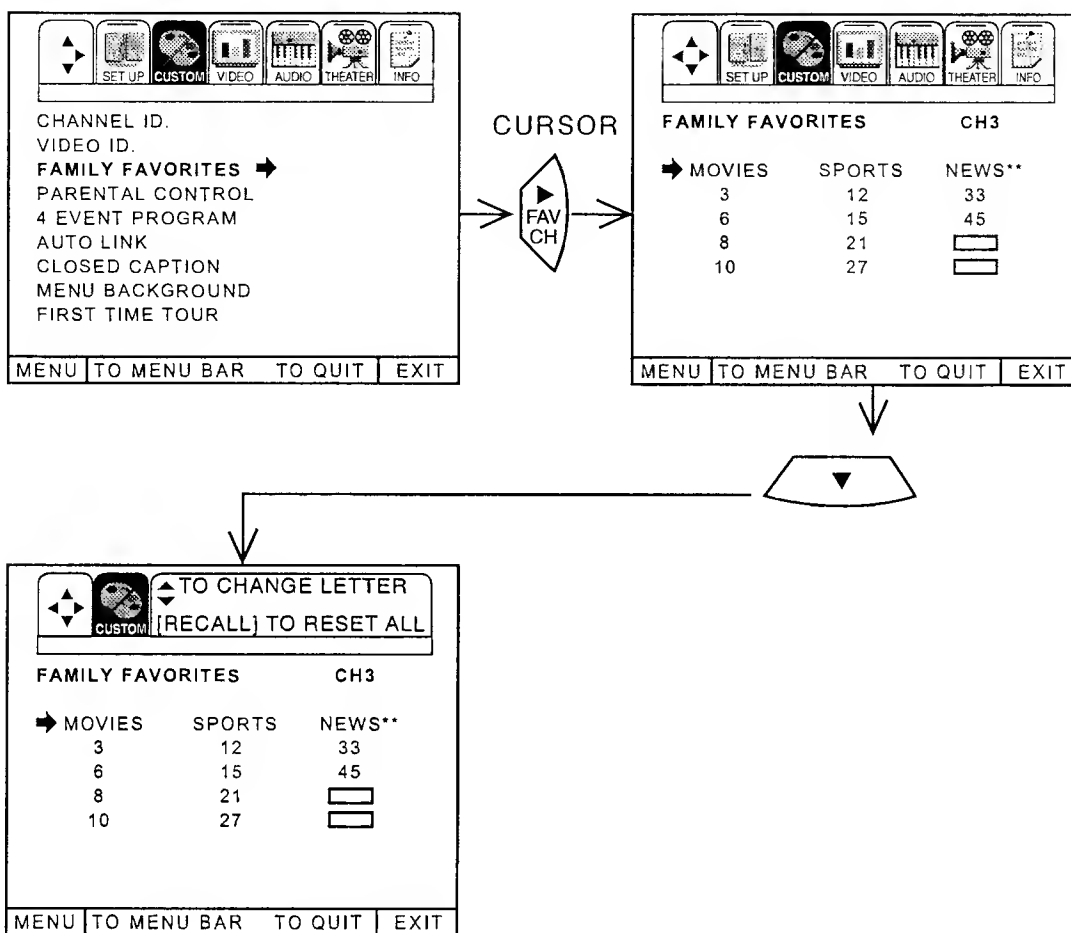 SET UP CUSTOM VIDEO AUDIO THEATER INFO
CHANNEL ID.
VIDEO ID.
FAMILY FAVORITES
PARENTAL CONTROL
4 EVENT PROGRAM
AUTO LINK
CLOSED CAPTION
MENU BACKGROUND
FIRST TIME TOUR
MENU TO MENU BAR TO QUIT EXIT
CURSOR
FAV
CH
SET UP CUSTOM VIDEO AUDIO THEATER INFO
FAMILY FAVORITES CH3
MOVIES SPORTS NEWS**
3 12 33
6 15 45
8 21
10 27
MENU TO MENU BAR TO QUIT EXIT
CUSTOM
TO CHANGE LETTER
[RECALL] TO RESET ALL
FAMILY FAVORITES CH3
MOVIES SPORTS NEWS**
3 12 33
6 15 45
8 21
10 27
MENU TO MENU BAR TO QUIT EXIT